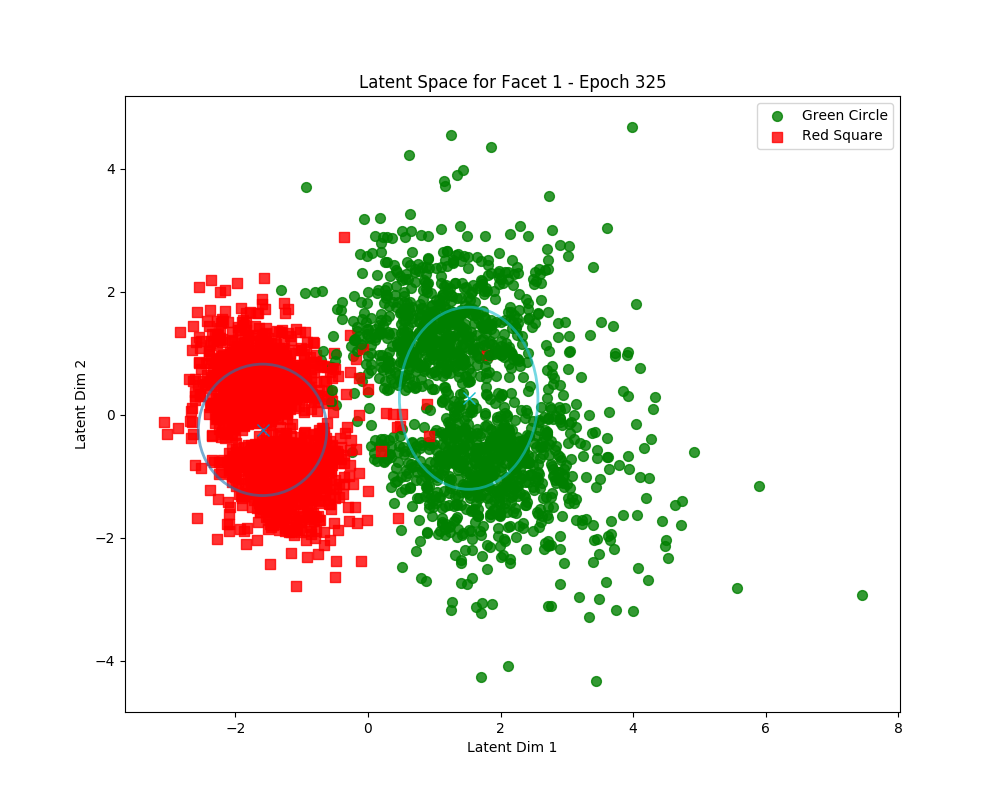 Latent Space for Facet 1 - Epoch 325
Green Circle
Red Square
4
2
0
−2
−4
Latent Dim 2
−2
0
2
4
6
8
Latent Dim 1